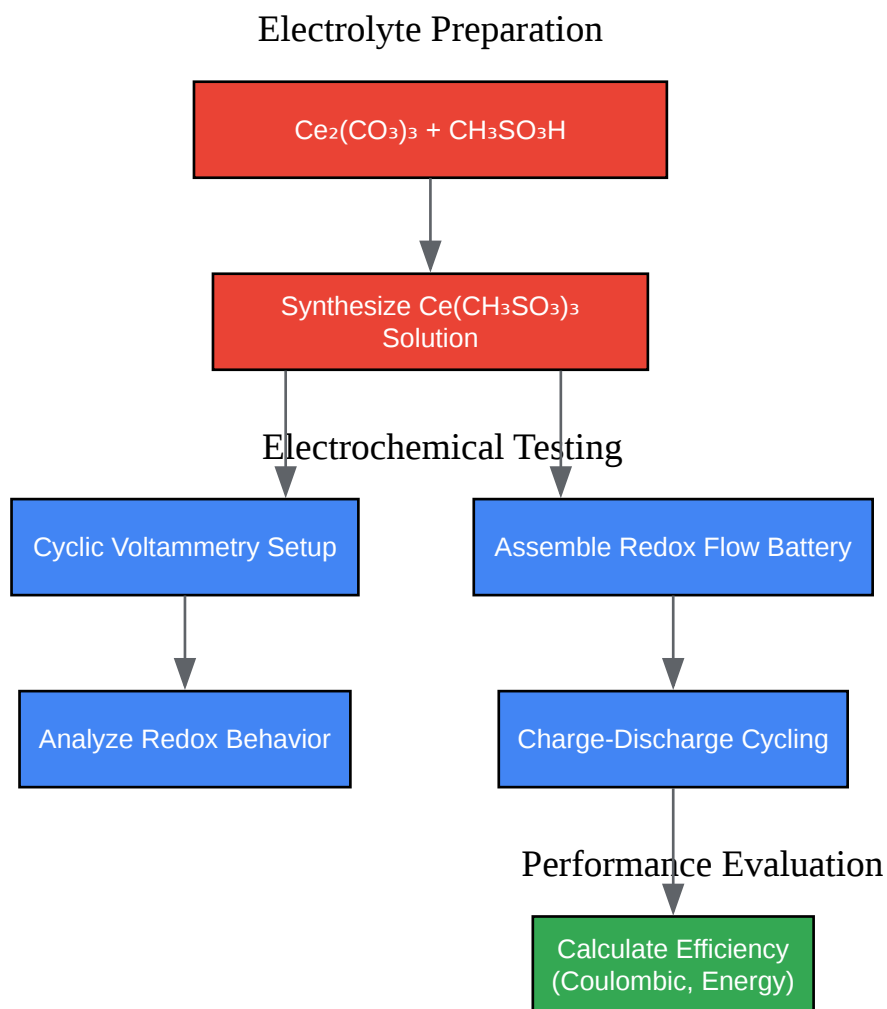 Electrolyte Preparation
Ce₂(CO₃)₃ + CH₃SO₃H
Synthesize Ce(CH₃SO₃)₃
Solution
Electrochemical Testing
Cyclic Voltammetry Setup
Assemble Redox Flow Battery
Analyze Redox Behavior
Charge-Discharge Cycling
Performance Evaluation
Calculate Efficiency
(Coulombic, Energy)